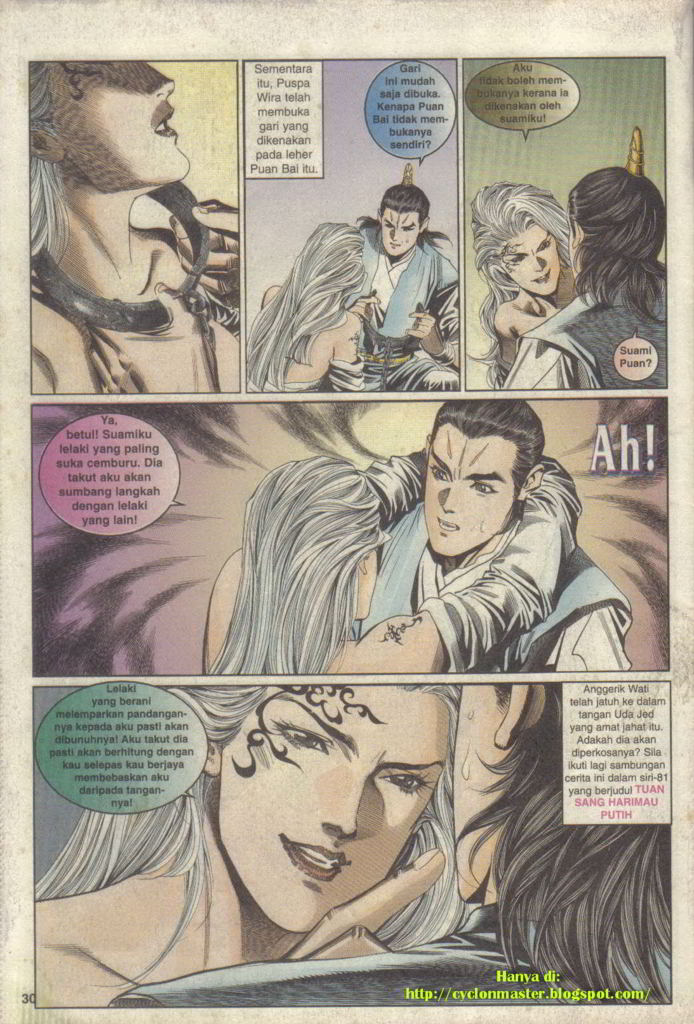 Sementara
itu, Puspa
Wira telah
membuka
gari yang
dikenakan
pada leher
Puan Bai itu.
Gari
ini mudah
saja dibuka.
Kenapa Puan
Bai tidak mem-
bukanya
sendiri?
Aku
tidak boleh mem-
bukanya kerana ia
dikenakan oleh
suamiku!
Suami
Puan?
Ya,
betul! Suamiku
lelaki yang paling
suka cemburu. Dia
takut aku akan
sumbang langkah
dengan lelaki
yang lain!
Ah!
Lelaki
yang berani
melemparkan pandangan-
nya kepada aku pasti akan
dibunuhnya! Aku takut dia
pasti akan berhitung dengan
kau selepas kau berjaya
membebaskan aku
daripada tangan-
nya!
Anggerik Wati
telah jatuh ke dalam
tangan Uda Jed
yang amat jahat itu.
Adakah dia akan
diperkosanya? Sila
ikuti lagi sambungan
cerita ini dalam siri-81
yang berjudul TUAN
SANG HARIMAU
PUTIH
30
Hanya di:
http://cyclonmaster.blogspot.com/